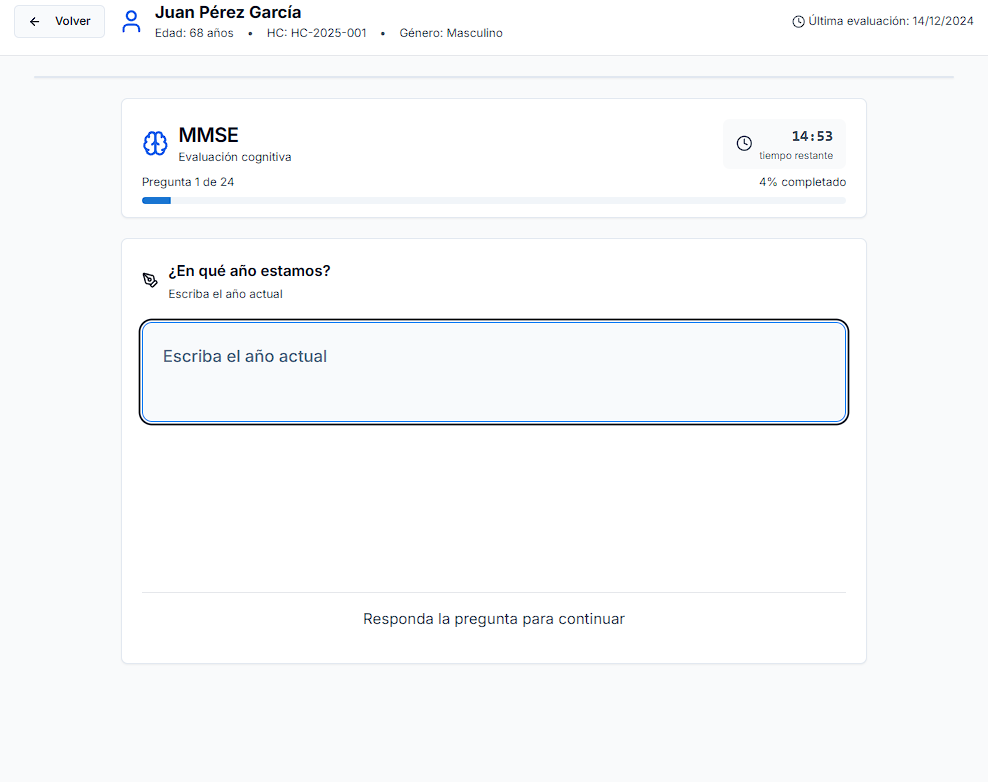 Volver
Juan Pérez García
Edad: 68 años • HC: HC-2025-001 • Género: Masculino
Última evaluación: 14/12/2024
MMSE
Evaluación cognitiva
14:53
tiempo restante
Pregunta 1 de 24
4% completado
¿En qué año estamos?
Escriba el año actual
Escriba el año actual
Responda la pregunta para continuar